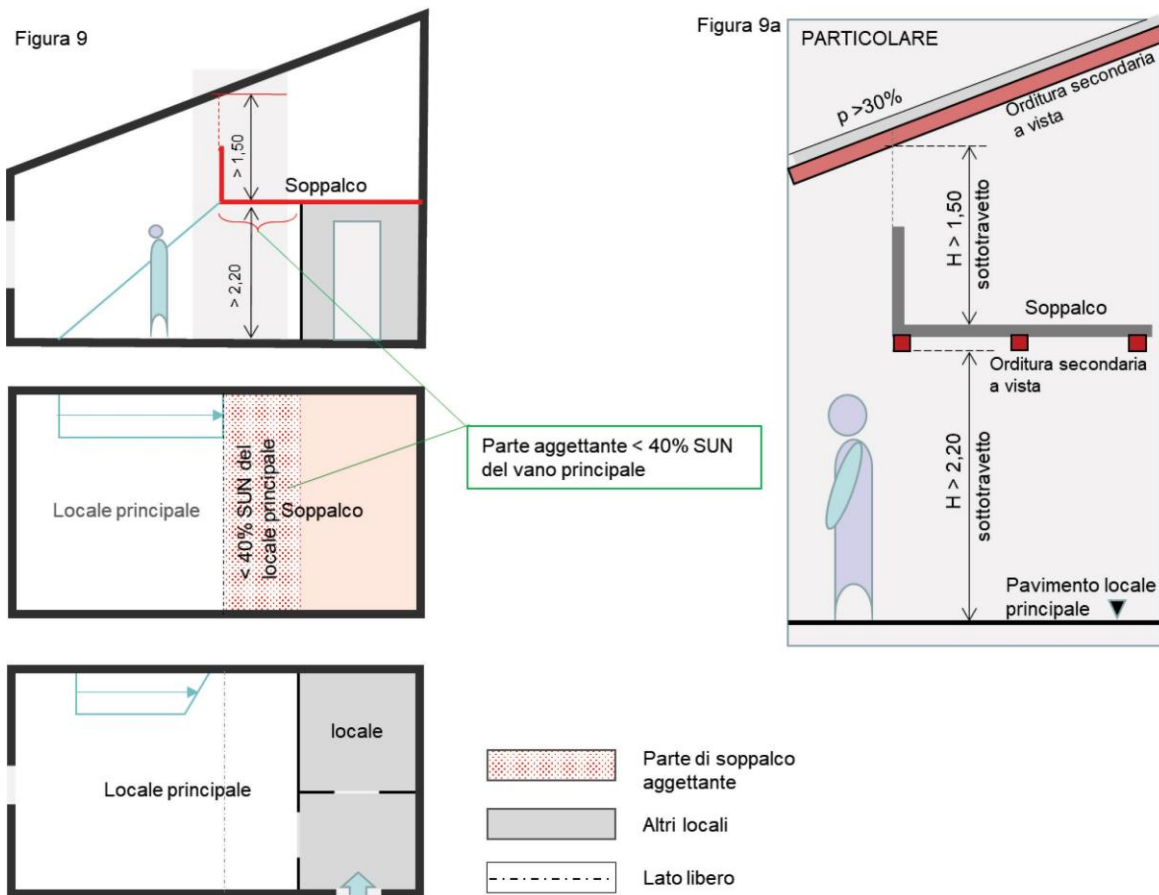 Figura 9
> 1,50
Soppalco
> 2,20
Parte aggettante < 40% SUN
del vano principale
Locale principale
< 40% SUN del
locale principale
Soppalco
locale
Locale principale
Parte di soppalco
aggettante
Altri locali
Lato libero
Figura 9a
PARTICOLARE
p >30%
Orditura secondaria
a vista
H > 1,50
sottotravetto
Soppalco
Orditura secondaria
a vista
H > 2,20
sottotravetto
Pavimento locale
principale